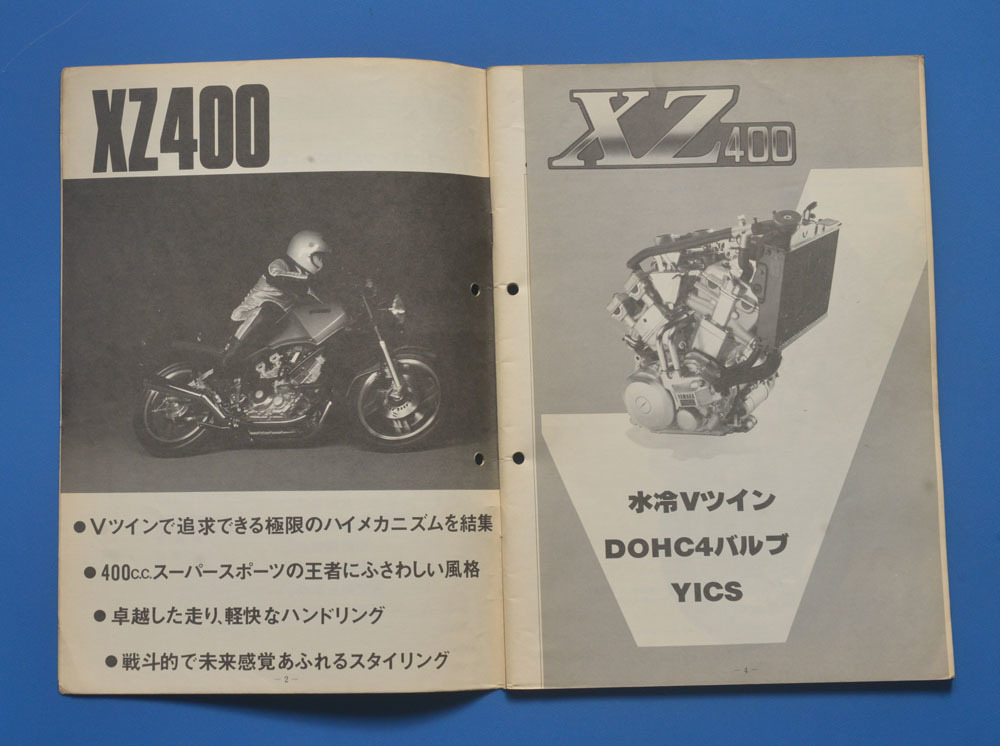 XZ400
●Vツインで追求できる極限のハイメカニズムを結集
●400C.C.スーパースポーツの王者にふさわしい風格
●卓越した走り、軽快なハンドリング
●戦斗的で未来感覚あふれるスタイリング
－2－
XZ400
YAMAHA
水冷Vツイン
DOHC4バルブ
YICS
－4－